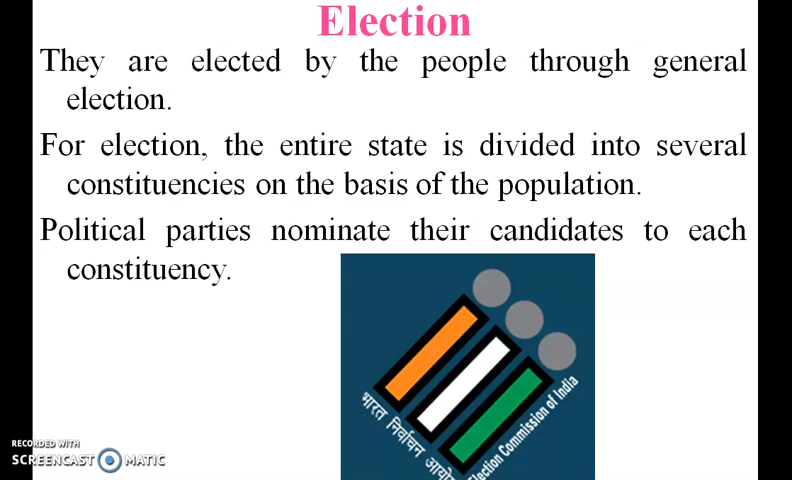 Election
They are elected by the people through general
election.
For election, the entire state is divided into several
constituencies on the basis of the population.
Political parties nominate their candidates to each
constituency.
भारत निर्वाचन आयोग
Election Commission of India
RECORDED WITH
SCREENCAST MATIC